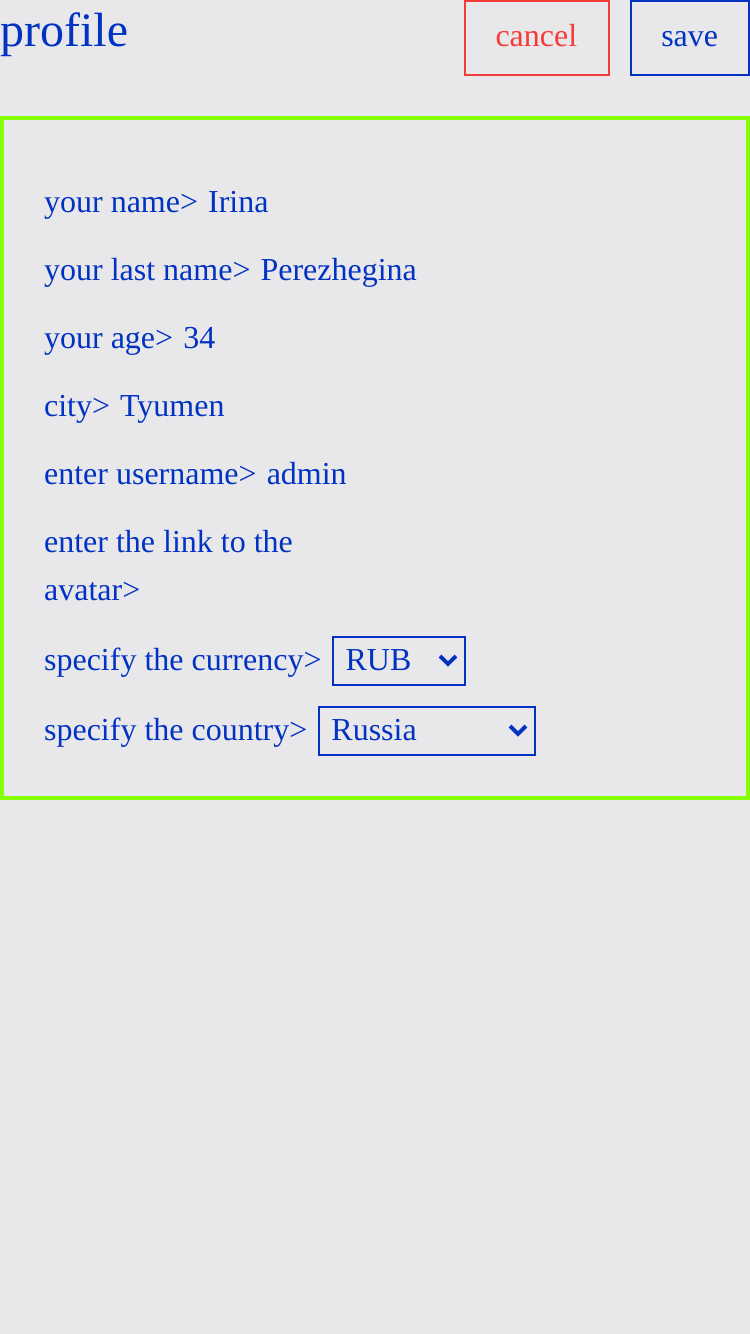 profile
cancel
save
your name> Irina
your last name> Perezhegina
your age> 34
city> Tyumen
enter username> admin
enter the link to the
avatar>
specify the currency> RUB
specify the country> Russia